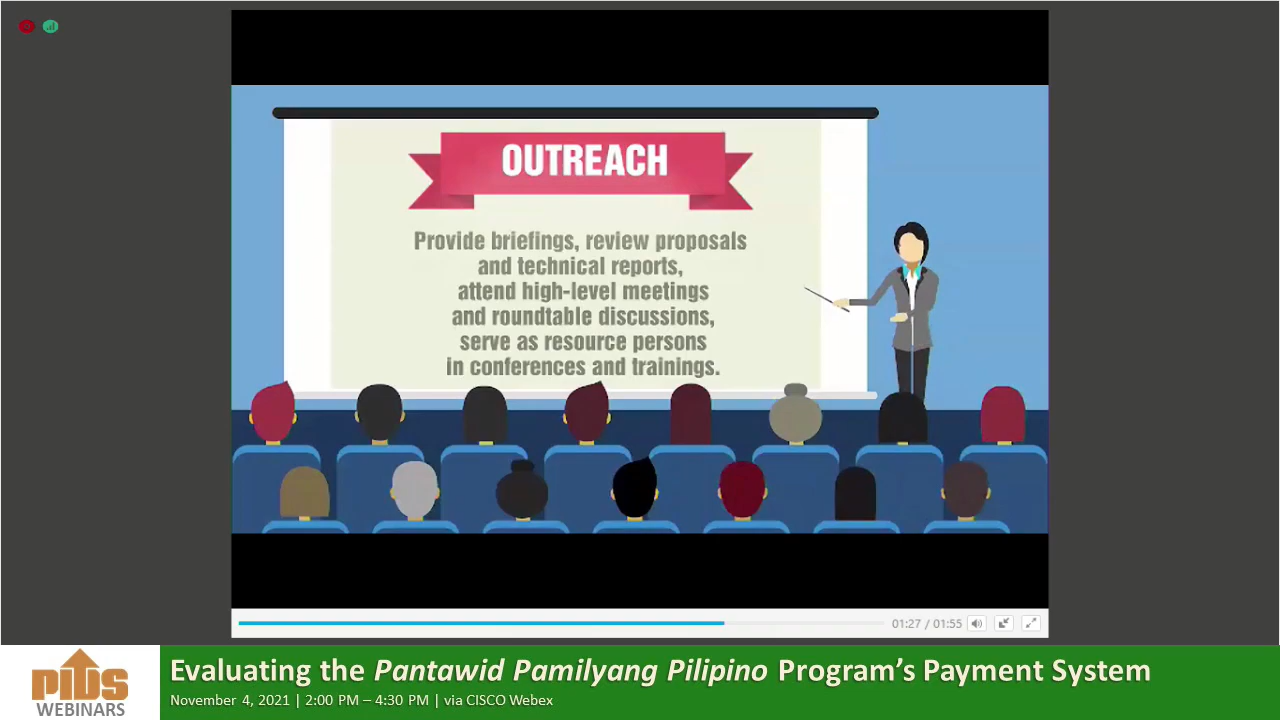 OUTREACH
Provide briefings, review proposals
and technical reports,
attend high-level meetings
and roundtable discussions,
serve as resource persons
in conferences and trainings.
01:27 / 01:55
pids
WEBINARS
Evaluating the Pantawid Pamilyang Pilipino Program’s Payment System
November 4, 2021 | 2:00 PM – 4:30 PM | via CISCO Webex